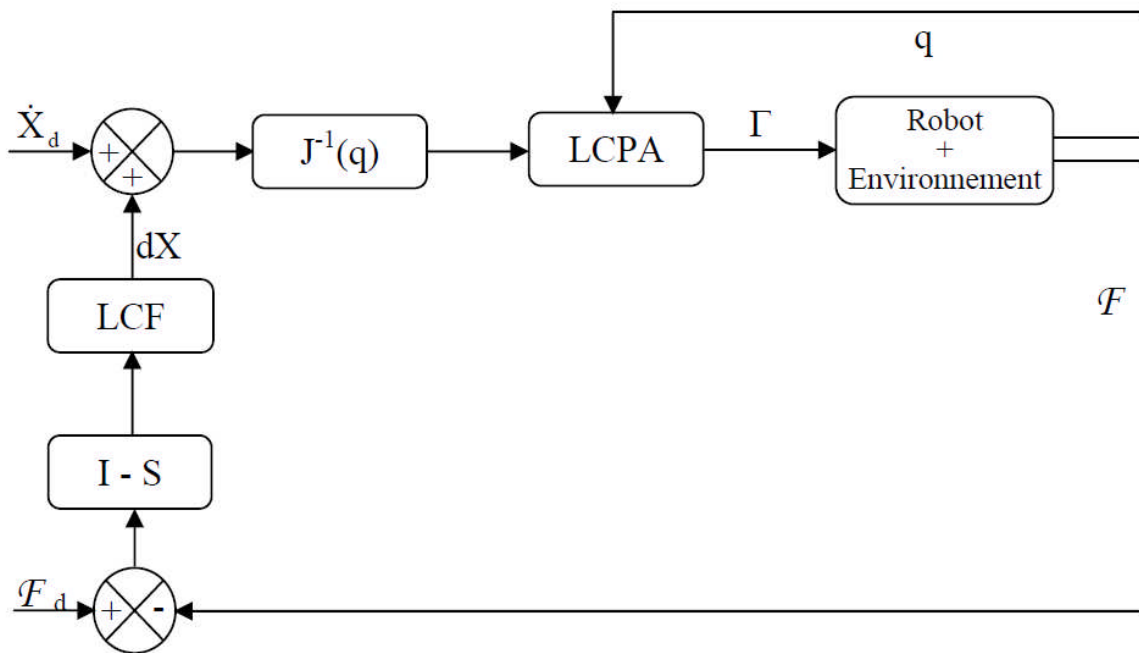 q
Ẋd
+
+
J⁻¹(q)
LCPA
Γ
Robot
+
Environnement
dX
LCF
ℱ
I - S
ℱd
+
-